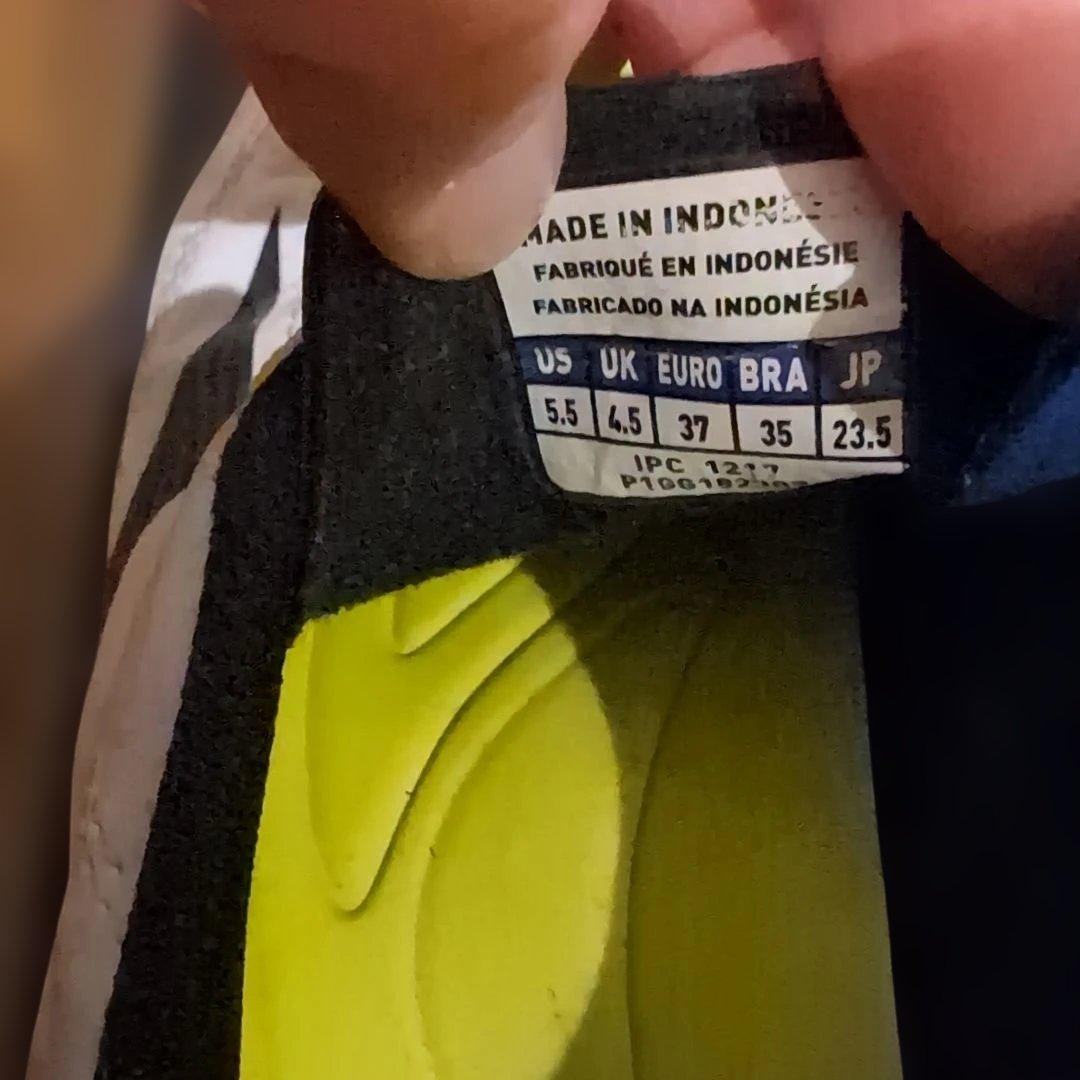 MADE IN
FABRIQUÉ EN INDONÉSIE
FABRICADO NA INDONÉSIA
US UK EURO BRA JP
5.5 4.5 37 35 23.5
IPC 1217